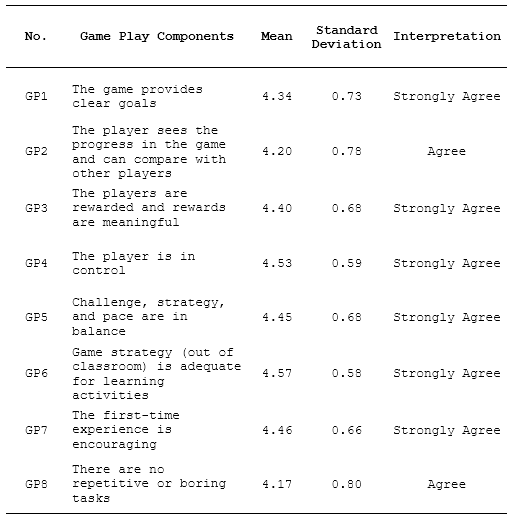 No. Game Play Components Mean Standard Deviation Interpretation
GP1 The game provides clear goals 4.34 0.73 Strongly Agree
GP2 The player sees the progress in the game and can compare with other players 4.20 0.78 Agree
GP3 The players are rewarded and rewards are meaningful 4.40 0.68 Strongly Agree
GP4 The player is in control 4.53 0.59 Strongly Agree
GP5 Challenge, strategy, and pace are in balance 4.45 0.68 Strongly Agree
GP6 Game strategy (out of classroom) is adequate for learning activities 4.57 0.58 Strongly Agree
GP7 The first-time experience is encouraging 4.46 0.66 Strongly Agree
GP8 There are no repetitive or boring tasks 4.17 0.80 Agree